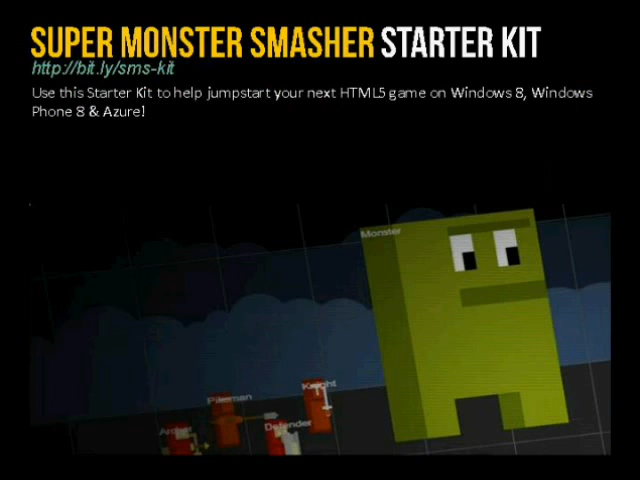 SUPER MONSTER SMASHER STARTER KIT
http://bit.ly/sms-kit
Use this Starter Kit to help jumpstart your next HTML5 game on Windows 8, Windows
Phone 8 & Azure!
Monster
Knight
Pikeman
Defender
Archer